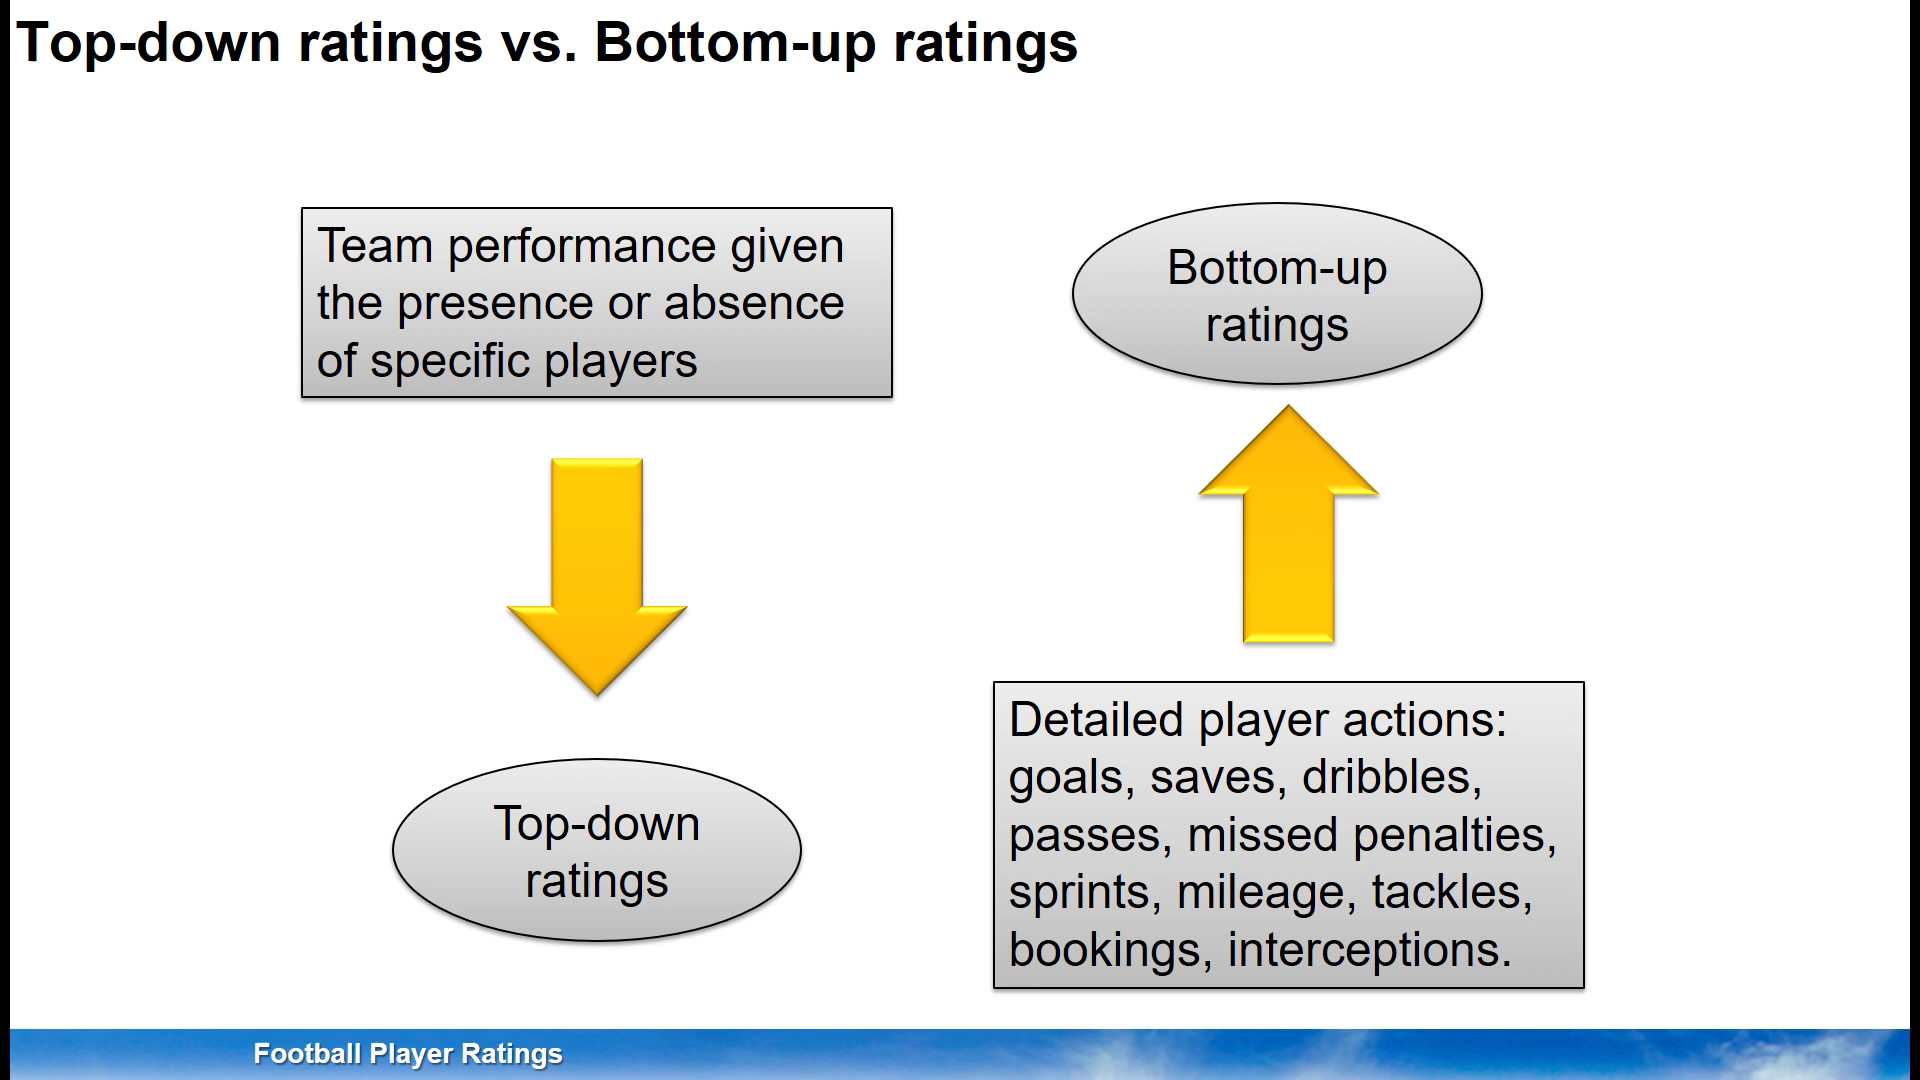 Top-down ratings vs. Bottom-up ratings
Team performance given
the presence or absence
of specific players
Top-down
ratings
Bottom-up
ratings
Detailed player actions:
goals, saves, dribbles,
passes, missed penalties,
sprints, mileage, tackles,
bookings, interceptions.
Football Player Ratings